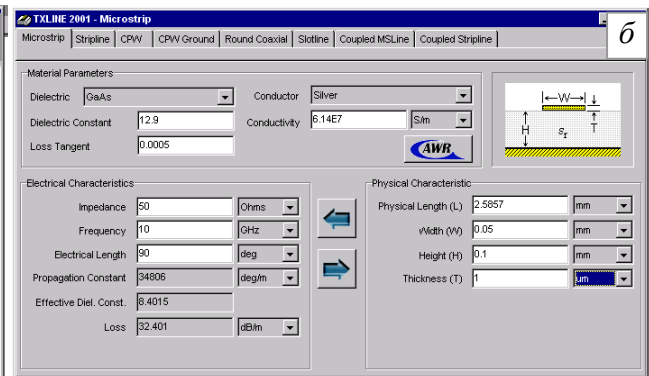 TXLINE 2001 - Microstrip
б
Microstrip Stripline CPW CPW Ground Round Coaxial Slotline Coupled MSLine Coupled Stripline
Material Parameters
Dielectric GaAs Conductor Silver
Dielectric Constant 12.9 Conductivity 6.14E7 S/m
Loss Tangent 0.0005 AWR
W
H
εr
T
Electrical Characteristics
Impedance 50 Ohms
Frequency 10 GHz
Electrical Length 90 deg
Propagation Constant 34806 deg/m
Effective Diel. Const. 8.4015
Loss 32.401 dB/m
Physical Characteristic
Physical Length (L) 2.5857 mm
Width (W) 0.05 mm
Height (H) 0.1 mm
Thickness (T) 1 um